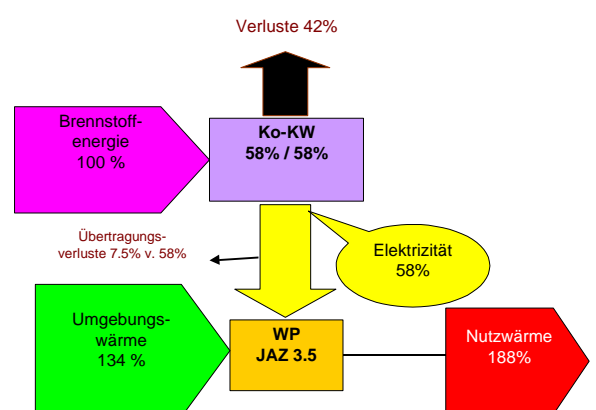 Verluste 42%
Brennstoff-
energie
100 %
Ko-KW
58% / 58%
Übertragungs-
verluste 7.5% v. 58%
Elektrizität
58%
Umgebungs-
wärme
134 %
WP
JAZ 3.5
Nutzwärme
188%